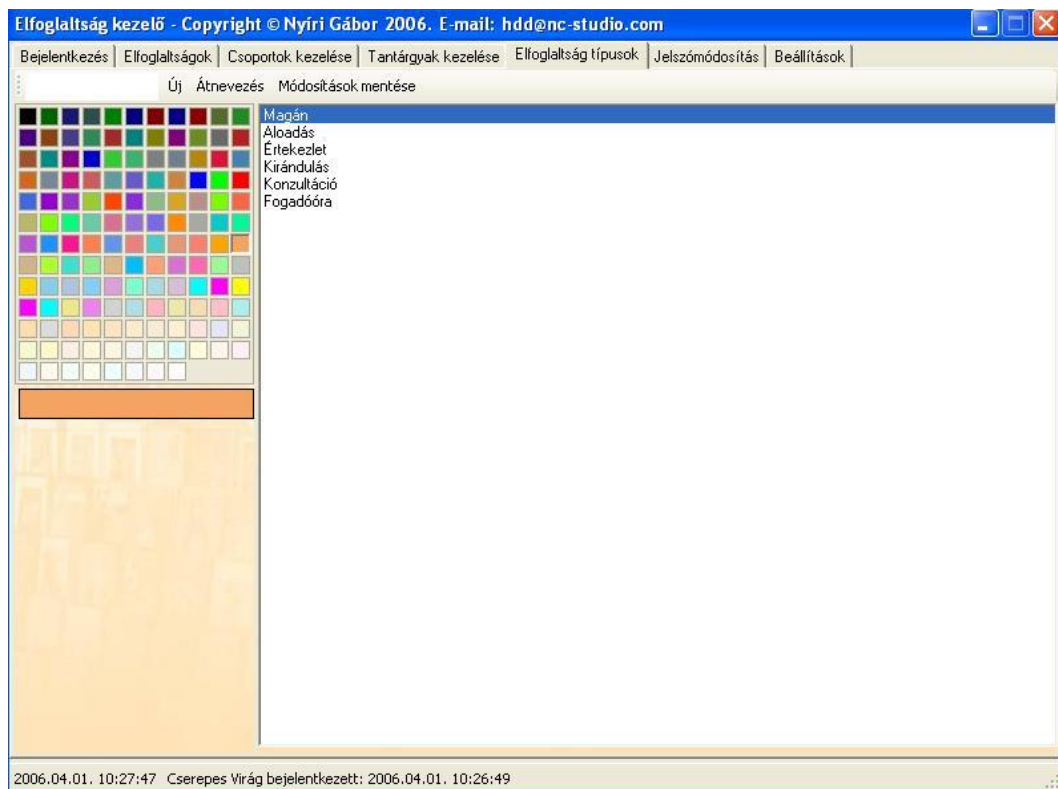 Elfoglaltság kezelő - Copyright © Nyíri Gábor 2006. E-mail: hdd@nc-studio.com
Bejelentkezés Elfoglaltságok Csoportok kezelése Tantárgyak kezelése Elfoglaltság típusok Jelszómódosítás Beállítások
Új Átnevezés Módosítások mentése
Magán
Aloadás
Értekezlet
Kirándulás
Konzultáció
Fogadóóra
2006.04.01. 10:27:47 Cserepes Virág bejelentkezett: 2006.04.01. 10:26:49